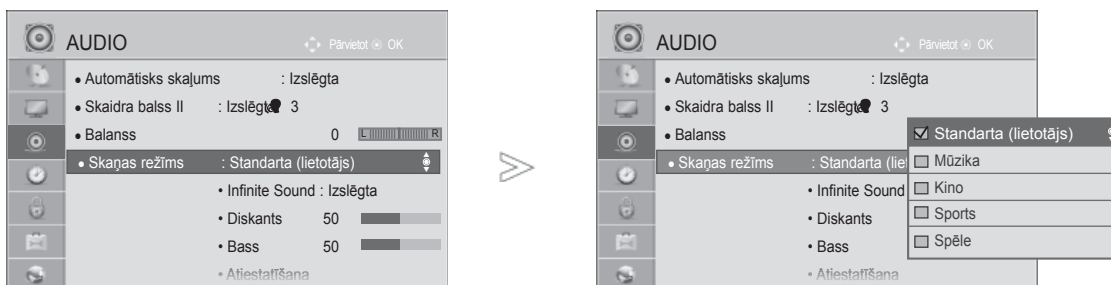 AUDIO Pārvietot OK
• Automātisks skaļums : Izslēgta
• Skaidra balss II : Izslēgta 3
• Balanss 0 L R
• Skaņas režīms : Standarta (lietotājs)
• Infinite Sound : Izslēgta
• Diskants 50
• Bass 50
• Atiestatīšana
AUDIO Pārvietot OK
• Automātisks skaļums : Izslēgta
• Skaidra balss II : Izslēgta 3
• Balanss
• Skaņas režīms : Standarta (liet
• Infinite Sound
• Diskants
• Bass
• Atiestatīšana
Standarta (lietotājs)
Mūzika
Kino
Sports
Spēle